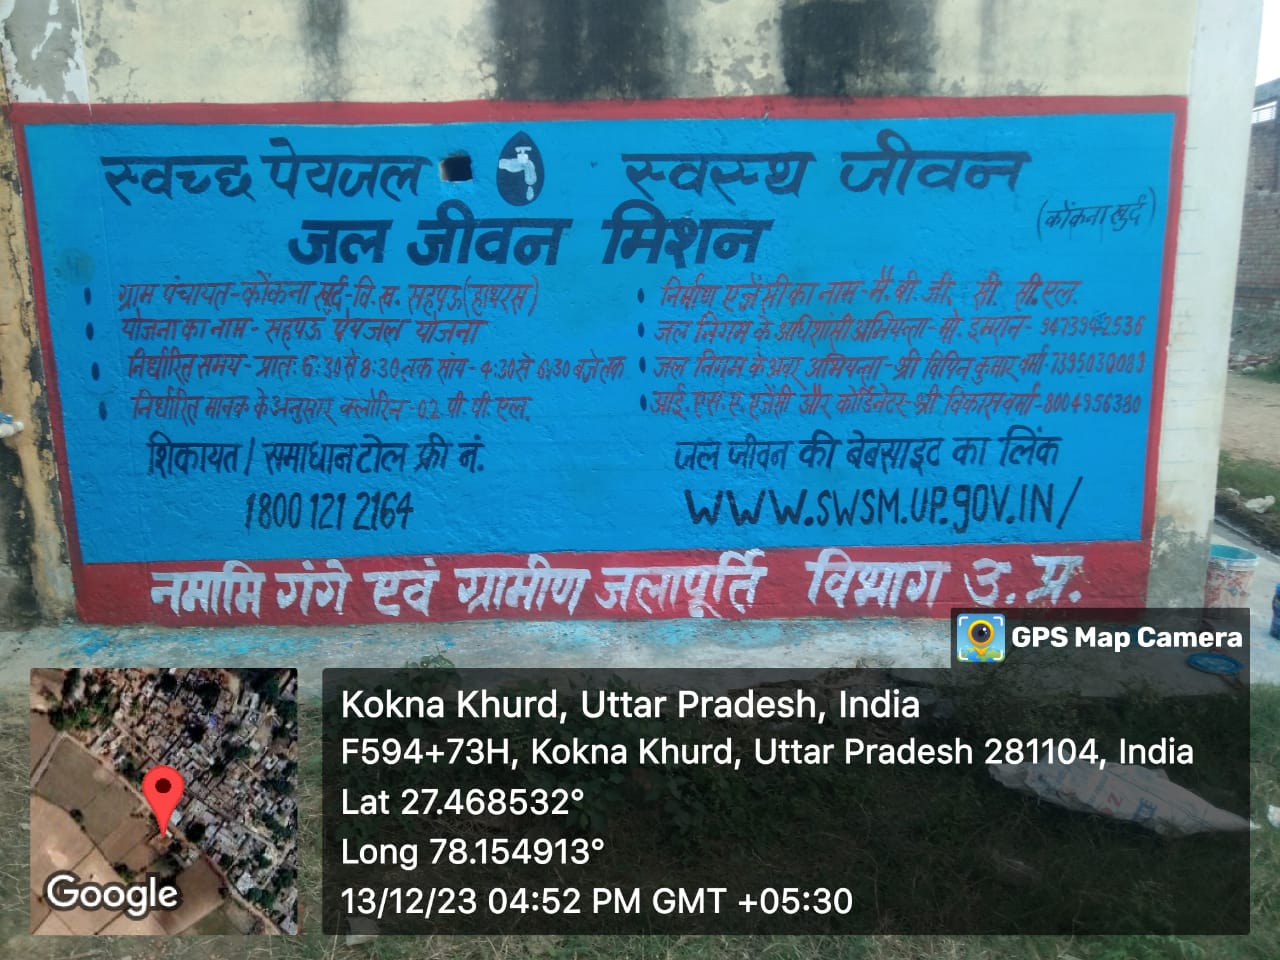 स्वच्छ पेयजल स्वस्थ जीवन
जल जीवन मिशन
(कोंकना खुर्द)
• ग्राम पंचायत-कोंकना खुर्द-वि.ख. सहपऊ(हाथरस)
• योजना का नाम- सहपऊ पेयजल योजना
• निर्धारित समय- प्रातः 6:30 से 8:30 तक सांय- 4:30 से 6:30 बजे तक
• निर्धारित मानक के अनुसार क्लोरिन-0.2 पी.पी.एल.
• निर्माण एजेंसी का नाम- मै. बी. जी. सी. सी. एल.
• जल निगम के अधिशासी अभियन्ता- मो. इमरान- 9473942536
• जल निगम के अवर अभियन्ता-श्री विपिन कुमार वर्मा-7395030089
• आई. एस. ए. एजेंसी और कोर्डिनेटर-श्री विकास वर्मा-8004956380
शिकायत/समाधान टोल फ्री नं.
1800 121 2164
जल जीवन की बेबसाइट का लिंक
WWW.SWSM.UP.gov.IN/
नमामि गंगे एवं ग्रामीण जलापूर्ति विभाग उ. प्र.
GPS Map Camera
Kokna Khurd, Uttar Pradesh, India
F594+73H, Kokna Khurd, Uttar Pradesh 281104, India
Lat 27.468532°
Long 78.154913°
13/12/23 04:52 PM GMT +05:30
Google